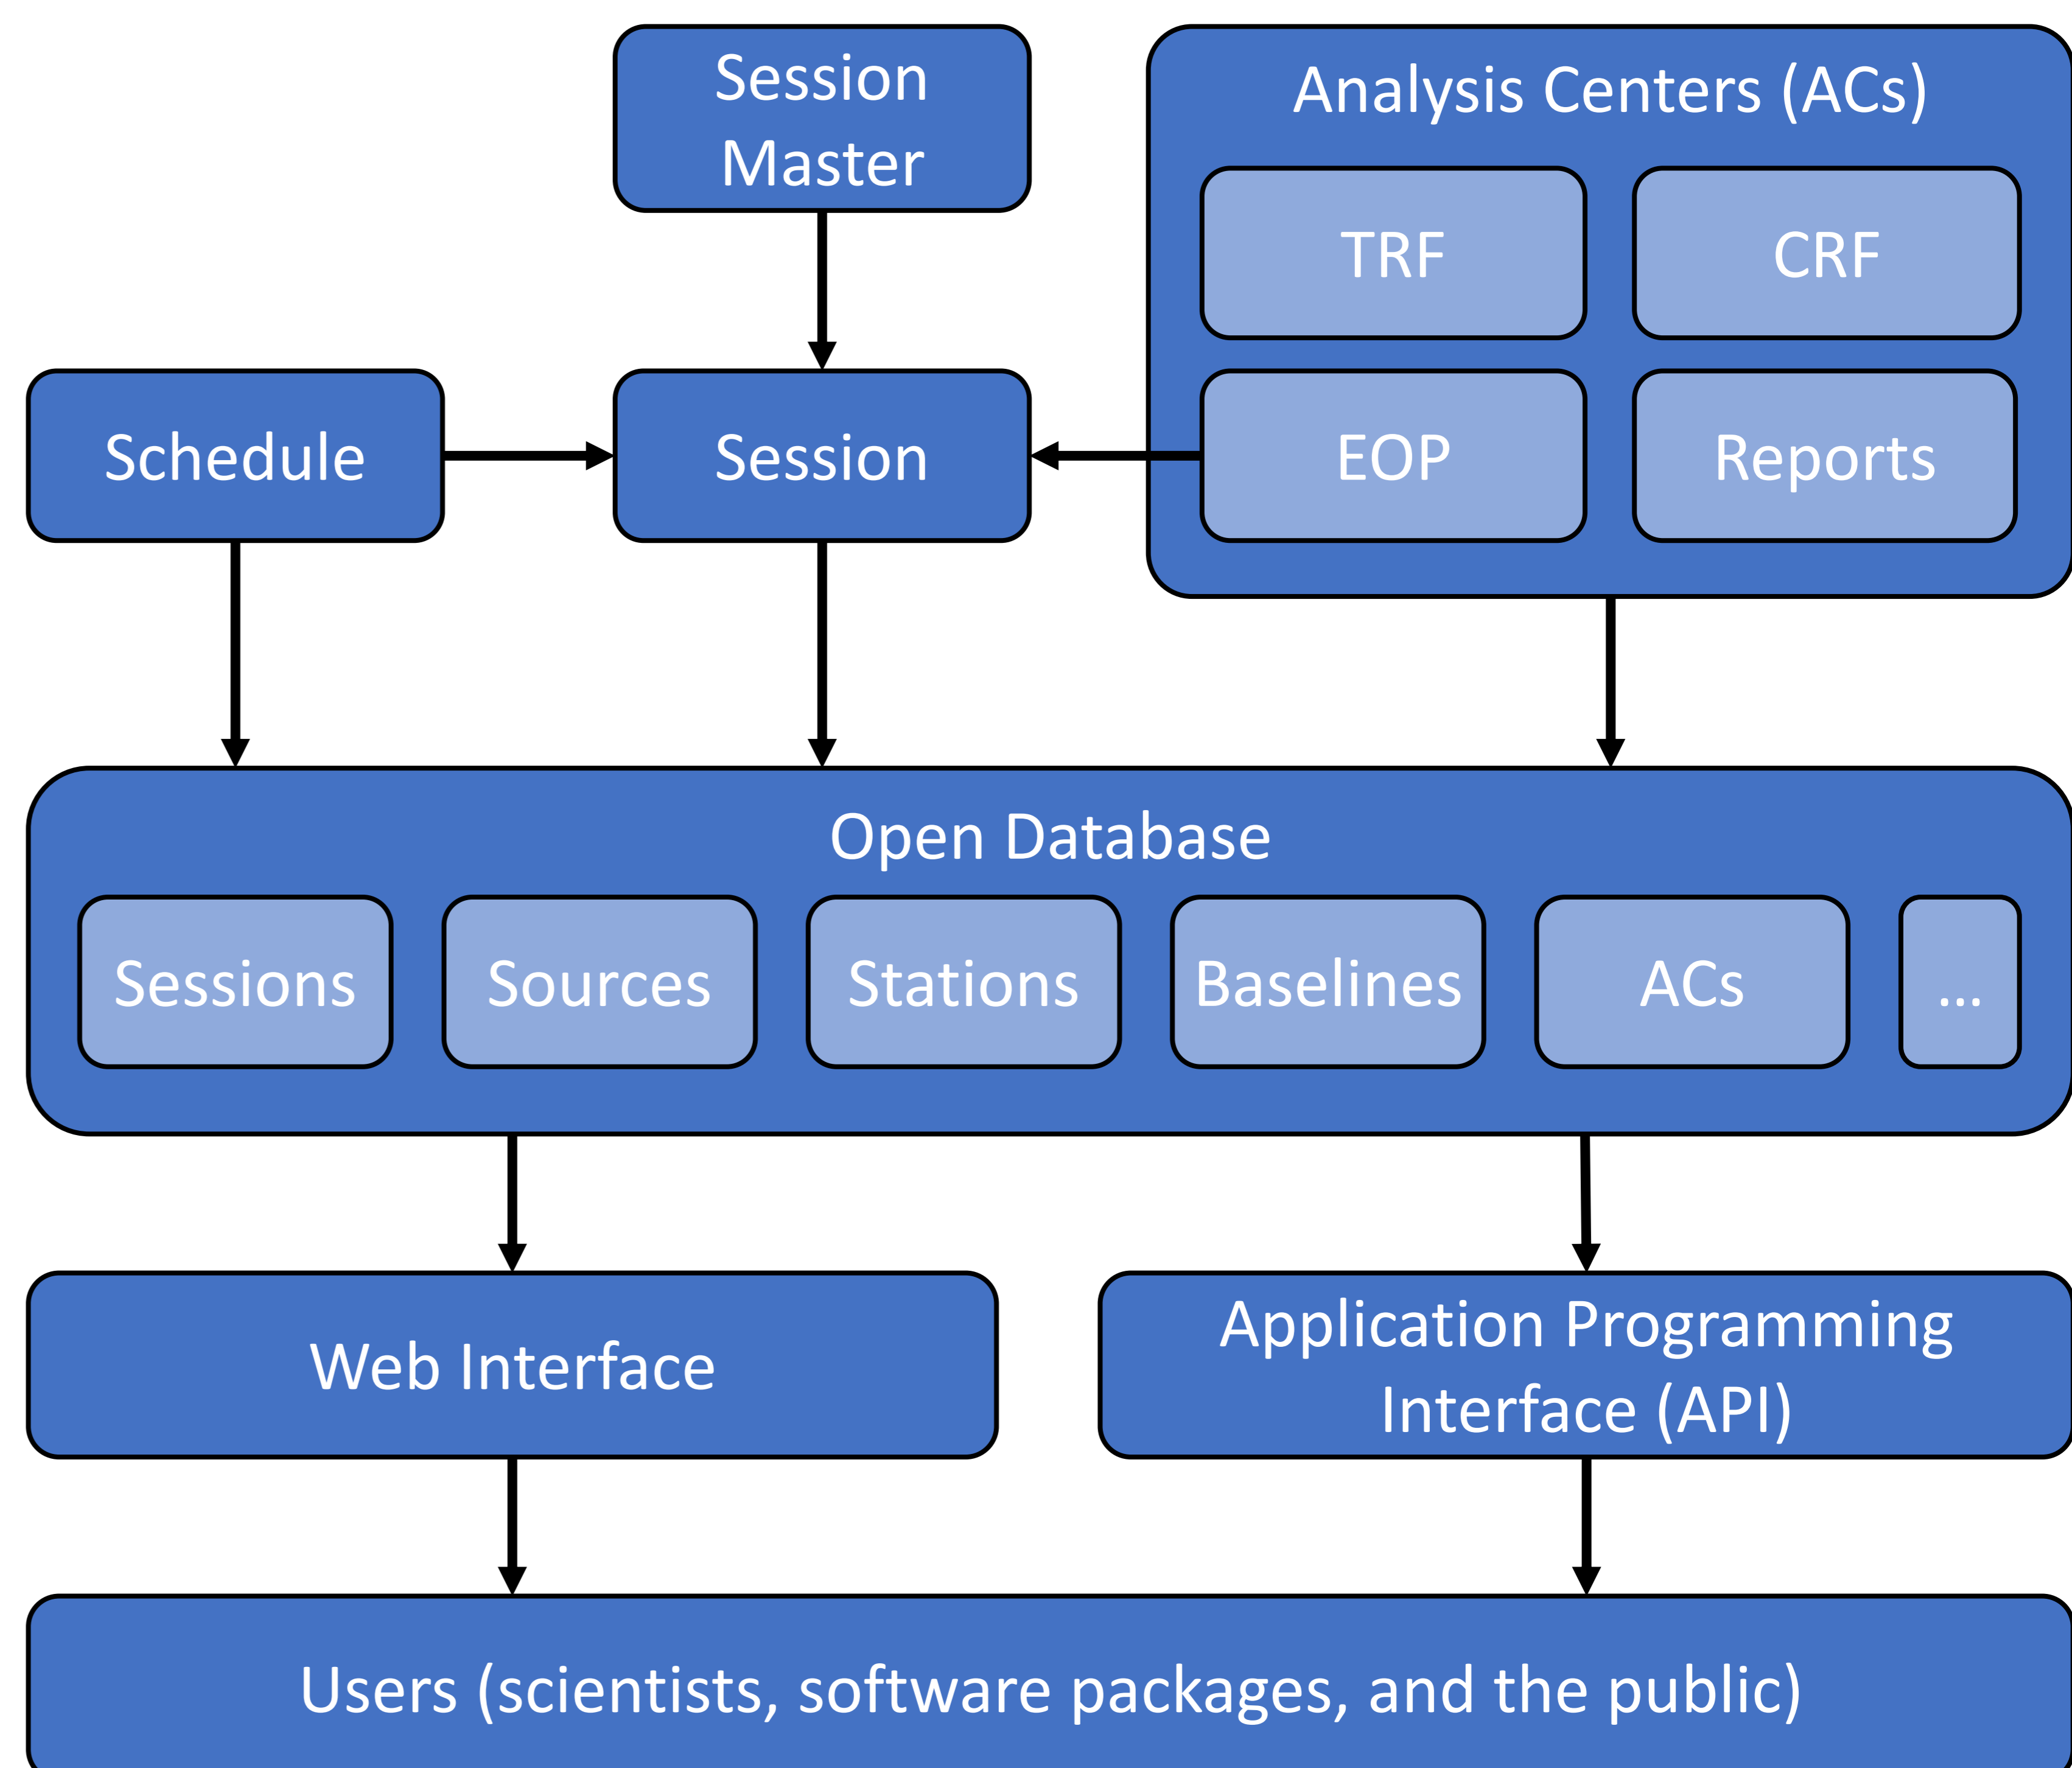 Session
Master
Analysis Centers (ACs)
TRF
CRF
Schedule
Session
EOP
Reports
Open Database
Sessions
Sources
Stations
Baselines
ACs
...
Web Interface
Application Programming
Interface (API)
Users (scientists, software packages, and the public)